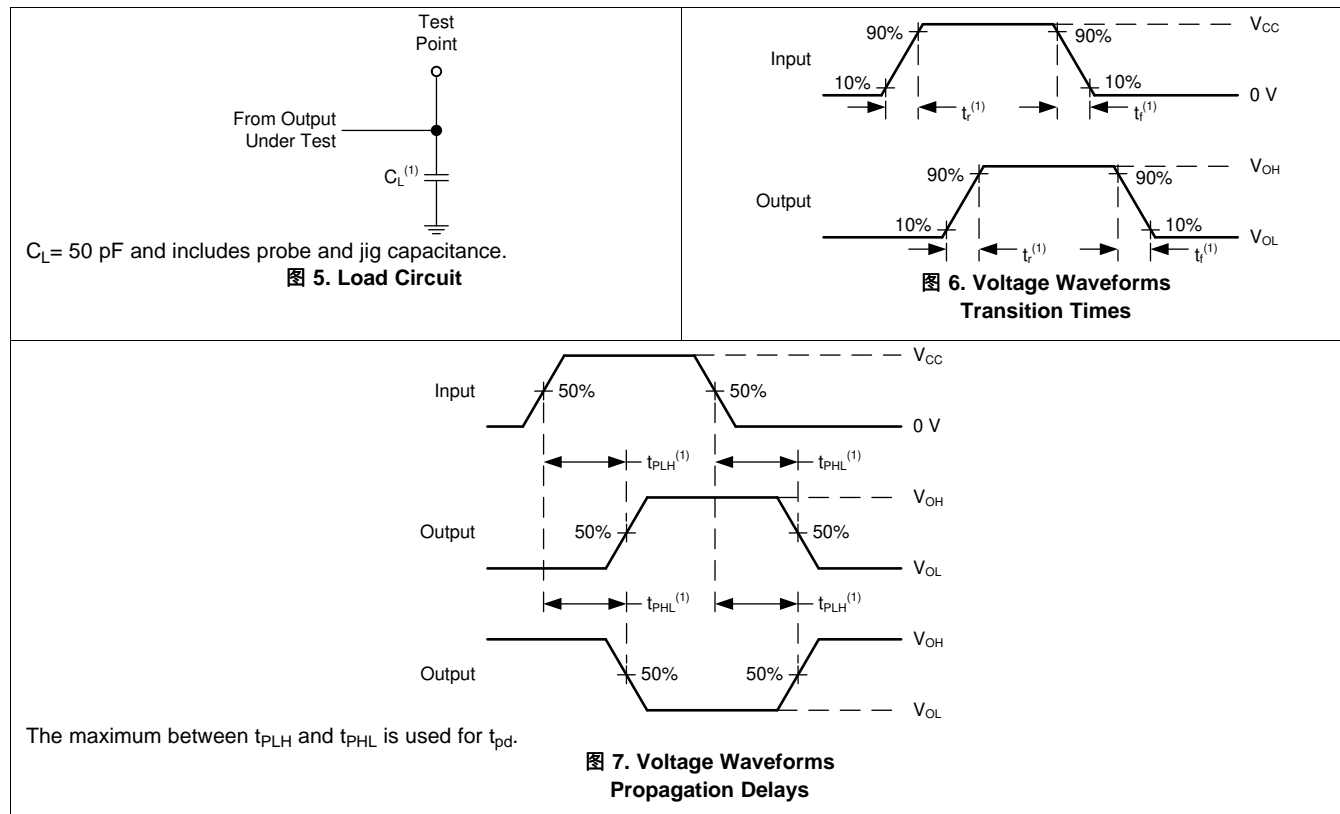 Test
Point
From Output
Under Test
C_L^(1)
C_L= 50 pF and includes probe and jig capacitance.
图 5. Load Circuit
V_CC
90%
90%
Input
10%
10%
0 V
t_r^(1)
t_f^(1)
V_OH
90%
90%
Output
10%
10%
V_OL
t_r^(1)
t_f^(1)
图 6. Voltage Waveforms
Transition Times
V_CC
Input
50%
50%
0 V
t_PLH^(1)
t_PHL^(1)
V_OH
Output
50%
50%
V_OL
t_PHL^(1)
t_PLH^(1)
V_OH
Output
50%
50%
V_OL
The maximum between t_PLH and t_PHL is used for t_pd.
图 7. Voltage Waveforms
Propagation Delays